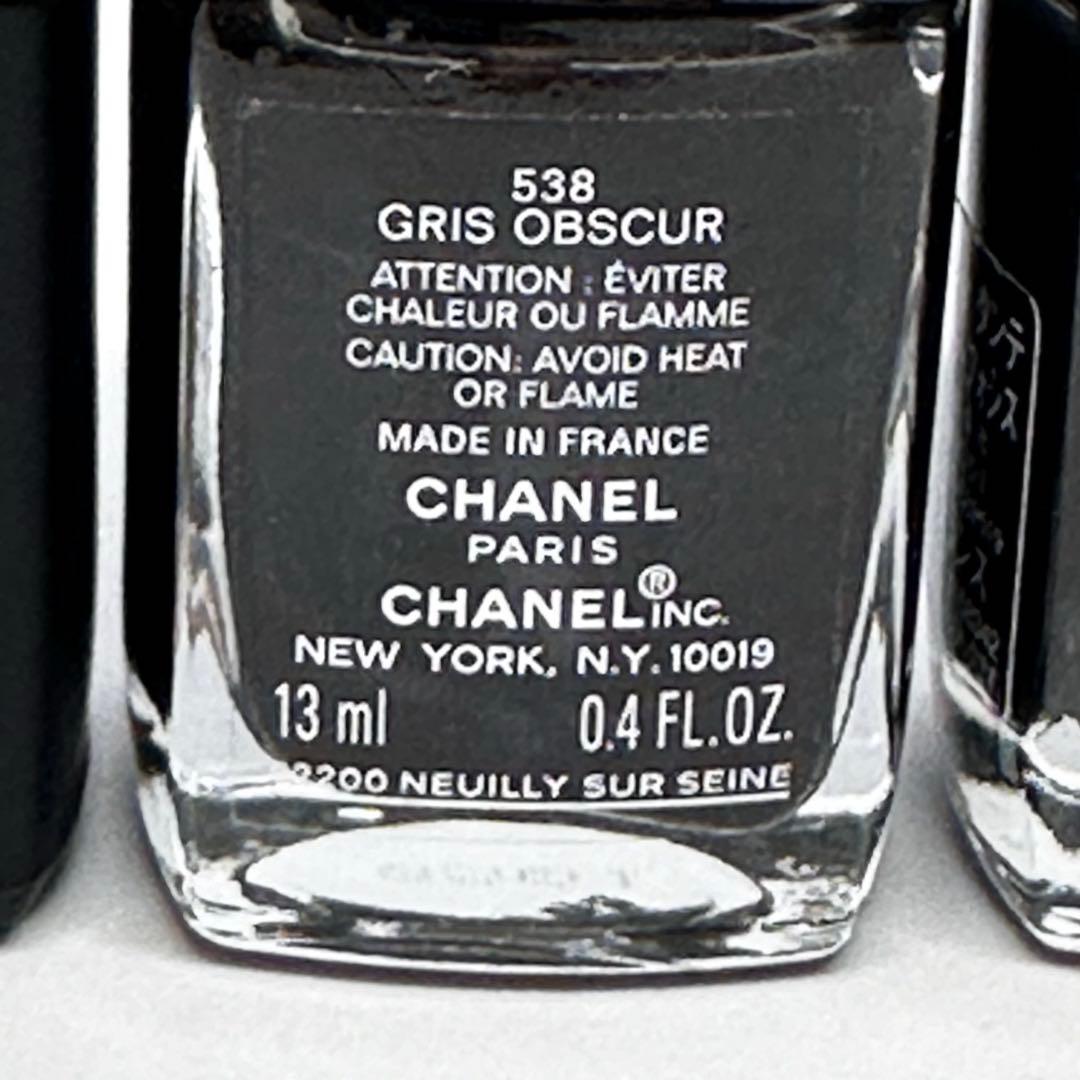 538
GRIS OBSCUR
ATTENTION : ÉVITER
CHALEUR OU FLAMME
CAUTION: AVOID HEAT
OR FLAME
MADE IN FRANCE
CHANEL
PARIS
CHANEL® INC.
NEW YORK, N.Y. 10019
13 ml 0.4 FL.OZ.
NEUILLY SUR SEINE